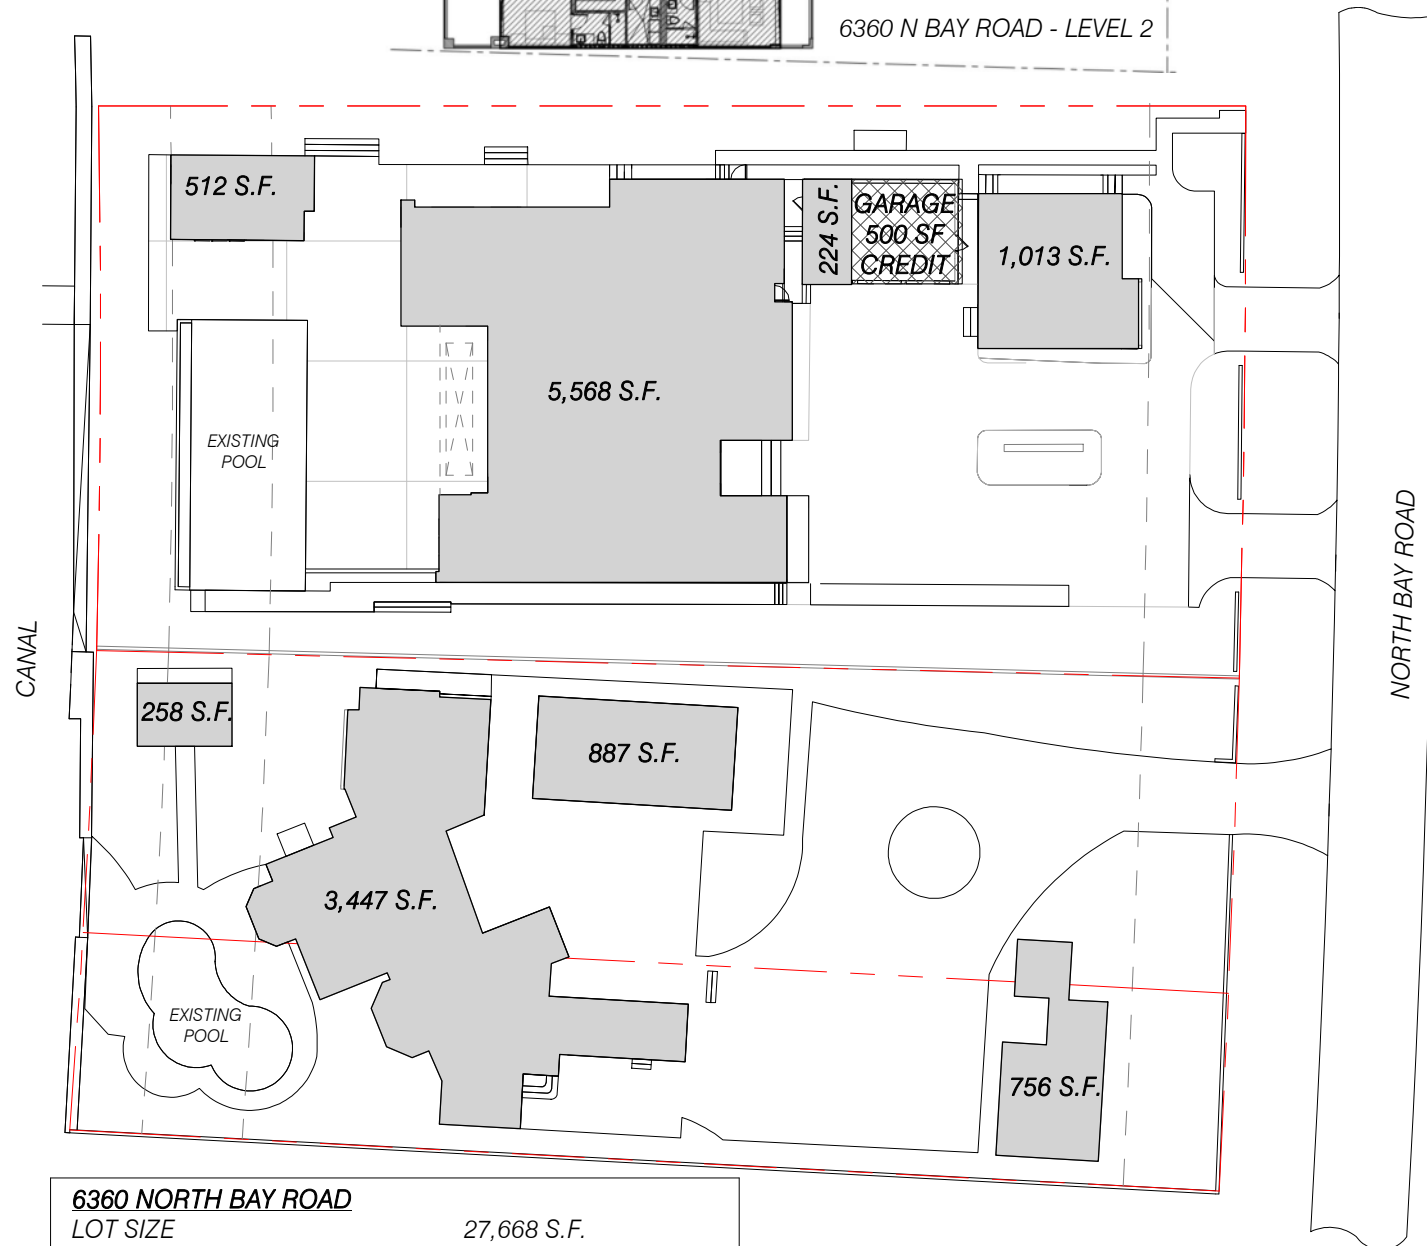 6360 N BAY ROAD - LEVEL 2
512 S.F.
224 S.F.
GARAGE
500 SF
CREDIT
1,013 S.F.
5,568 S.F.
EXISTING
POOL
NORTH BAY ROAD
CANAL
258 S.F.
887 S.F.
3,447 S.F.
EXISTING
POOL
756 S.F.
6360 NORTH BAY ROAD
LOT SIZE 27,668 S.F.